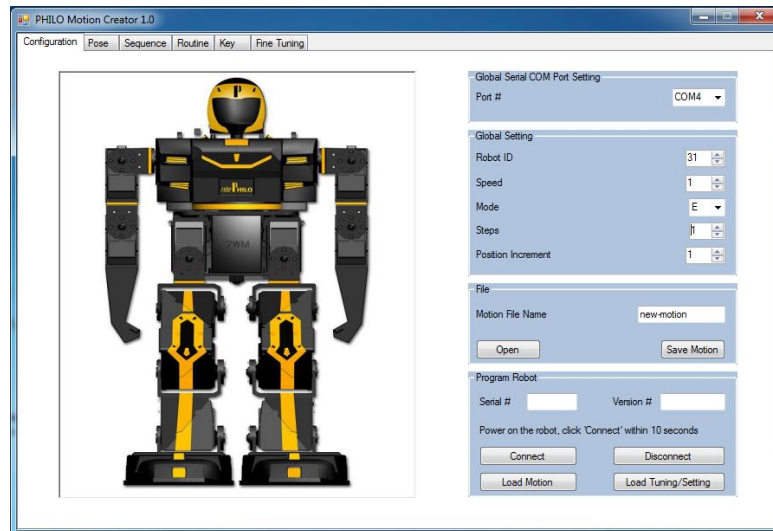 PHILO Motion Creator 1.0
Configuration Pose Sequence Routine Key Fine Tuning
Global Serial COM Port Setting
Port # COM4
Global Setting
Robot ID 31
Speed 1
Mode E
Steps 1
Position Increment 1
File
Motion File Name new-motion
Open Save Motion
Program Robot
Serial # Version #
Power on the robot, click 'Connect' within 10 seconds
Connect Disconnect
Load Motion Load Tuning/Setting
P
PHILO
7WM